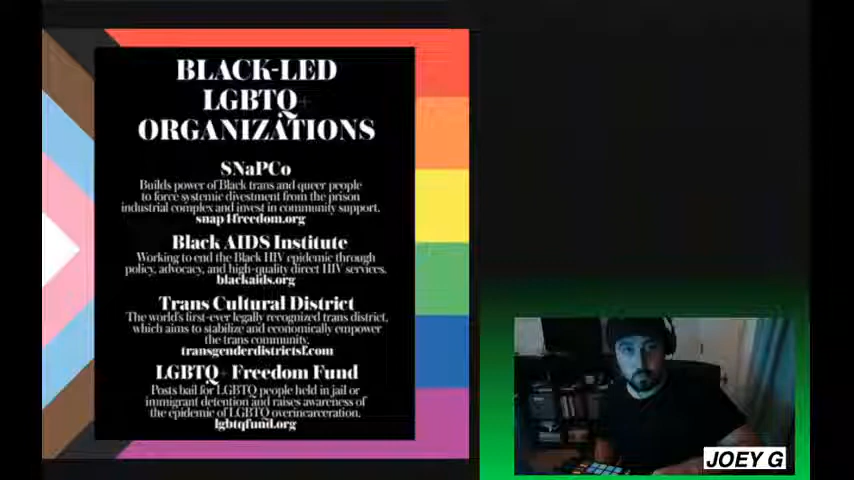 BLACK-LED
LGBTQ+
ORGANIZATIONS
SNaPCo
Builds power of Black trans and queer people
to force systemic divestment from the prison
industrial complex and invest in community support.
snap4freedom.org
Black AIDS Institute
Working to end the Black HIV epidemic through
policy, advocacy, and high-quality direct HIV services.
blackaids.org
Trans Cultural District
The world's first-ever legally recognized trans district,
which aims to stabilize and economically empower
the trans community.
transgenderdistrictsf.com
LGBTQ+ Freedom Fund
Posts bail for LGBTQ people held in jail or
immigrant detention and raises awareness of
the epidemic of LGBTQ overincarceration.
lgbtqfund.org
JOEY G